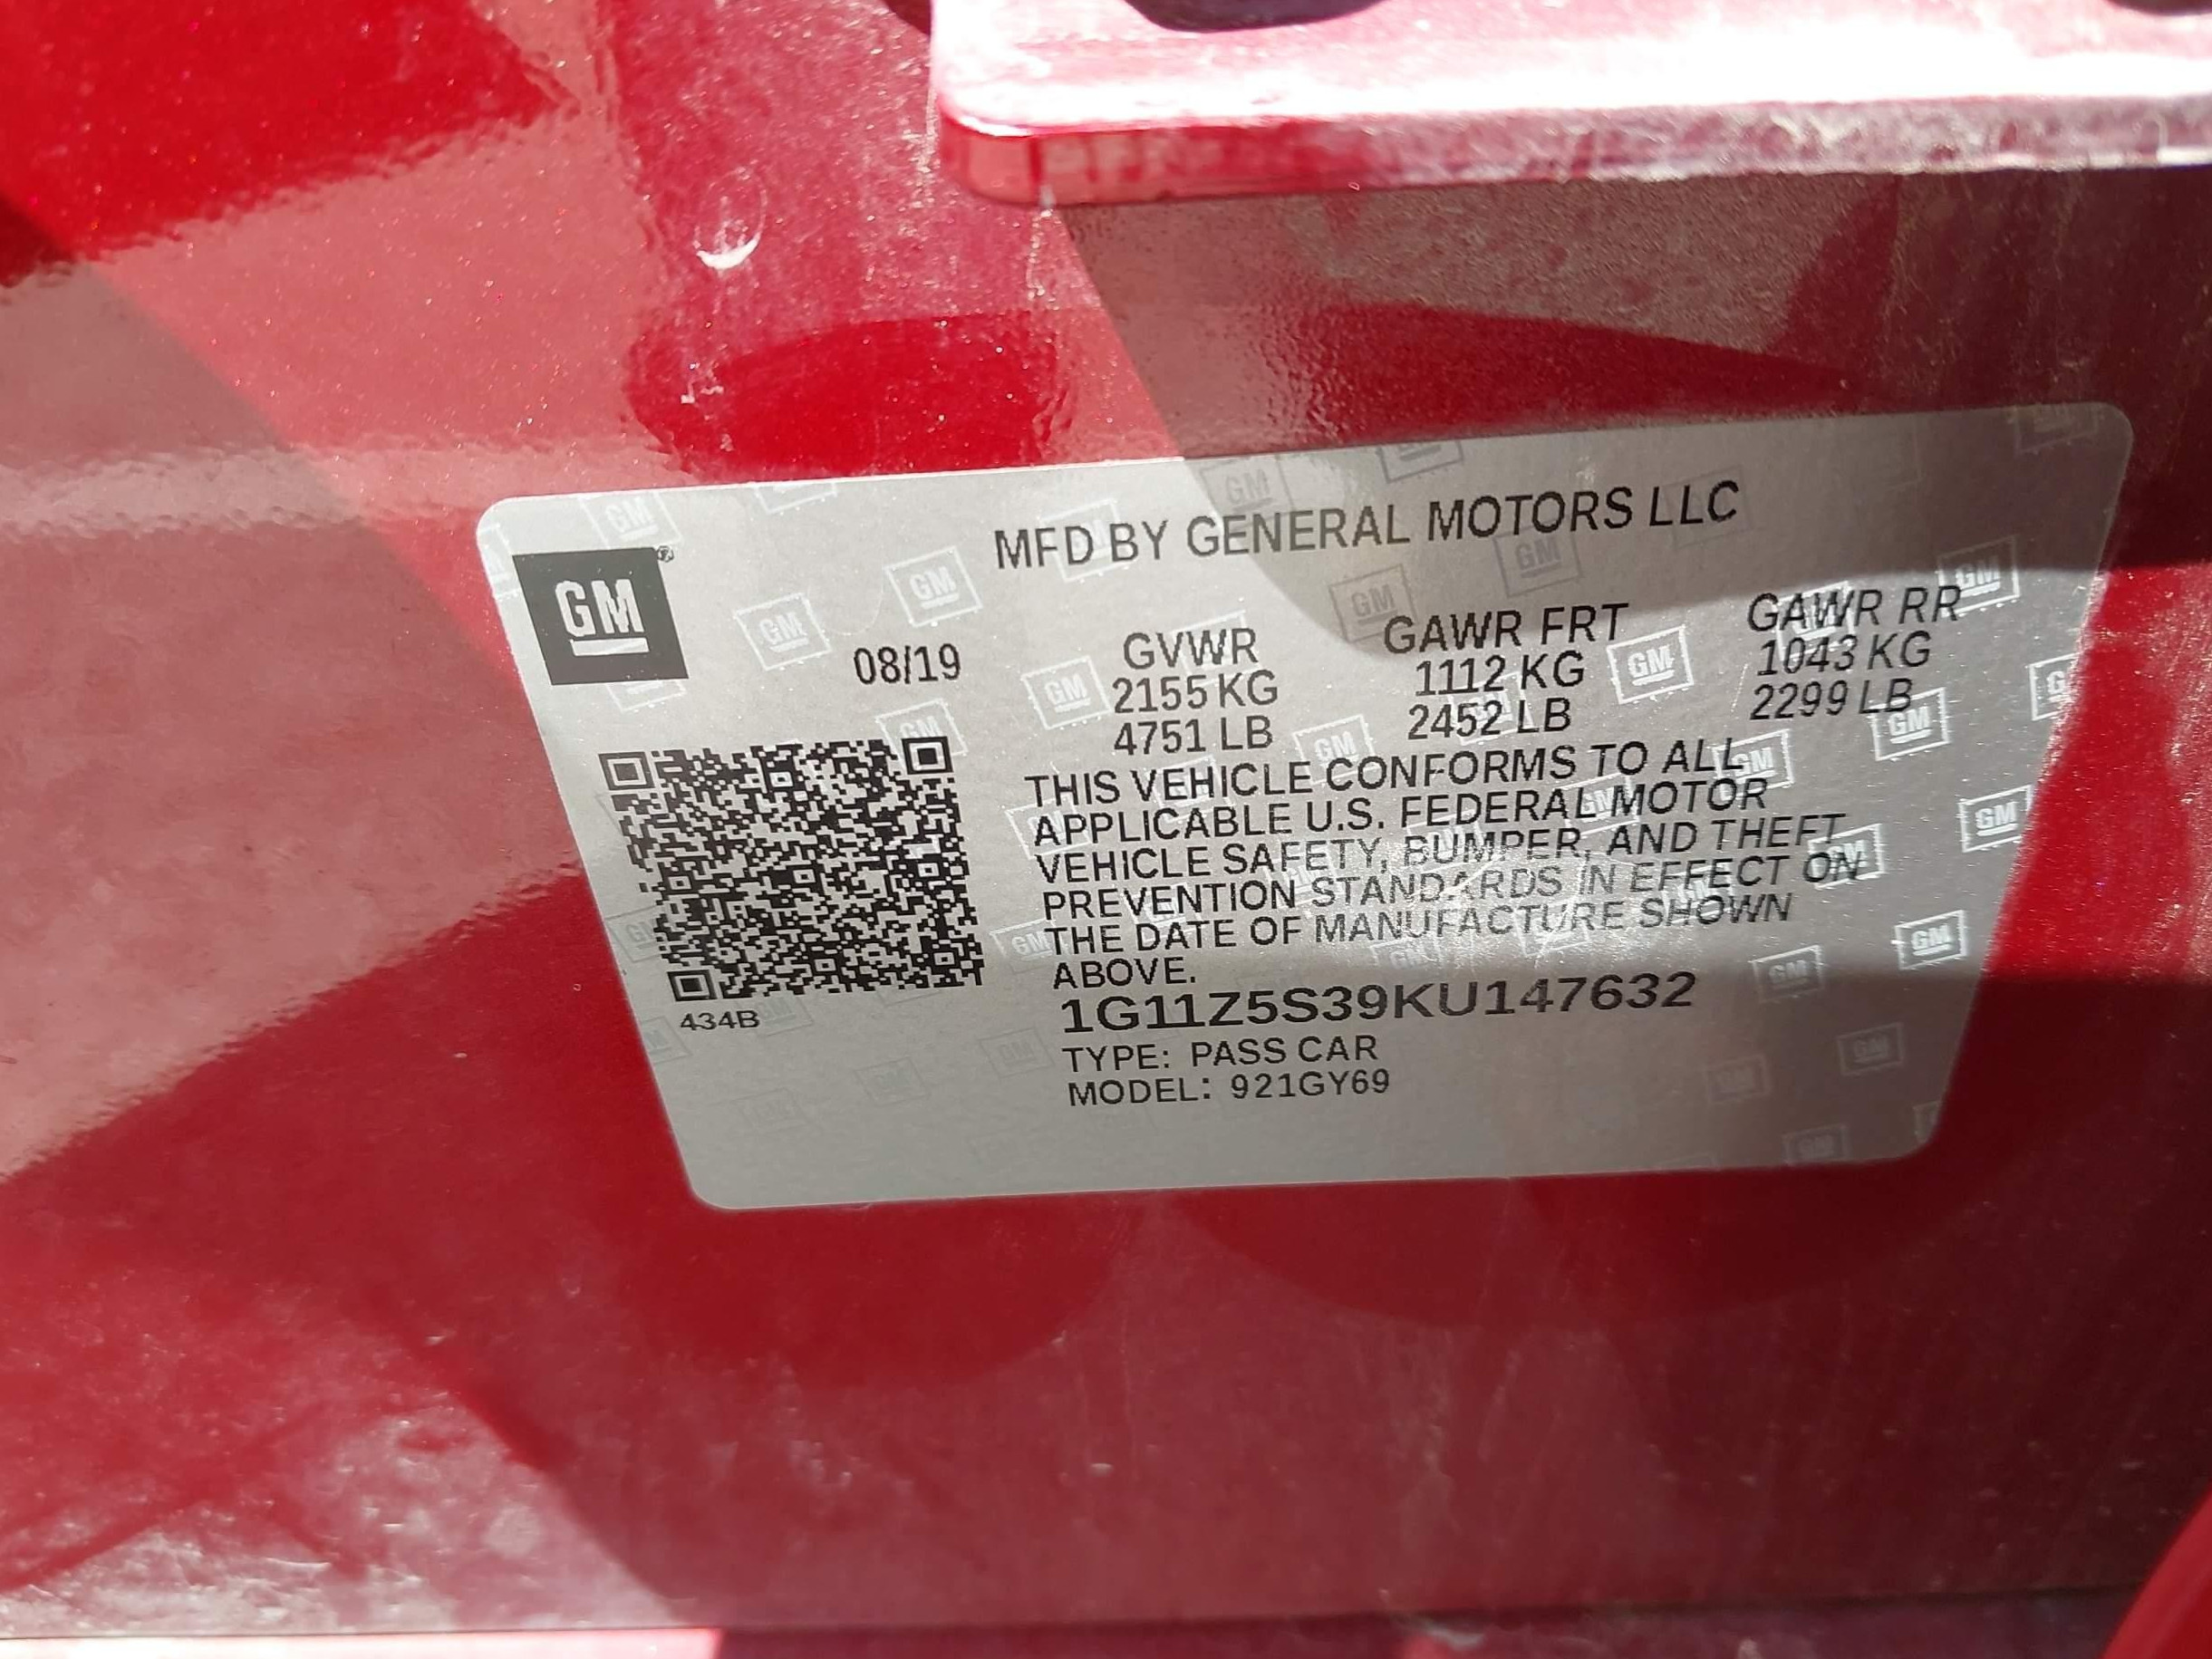 MFD BY GENERAL MOTORS LLC
GM®
08/19
GVWR
2155 KG
4751 LB
GAWR FRT
1112 KG
2452 LB
GAWR RR
1043 KG
2299 LB
THIS VEHICLE CONFORMS TO ALL
APPLICABLE U.S. FEDERAL MOTOR
VEHICLE SAFETY, BUMPER, AND THEFT
PREVENTION STANDARDS IN EFFECT ON
THE DATE OF MANUFACTURE SHOWN
ABOVE.
434B
1G11Z5S39KU147632
TYPE: PASS CAR
MODEL: 921GY69